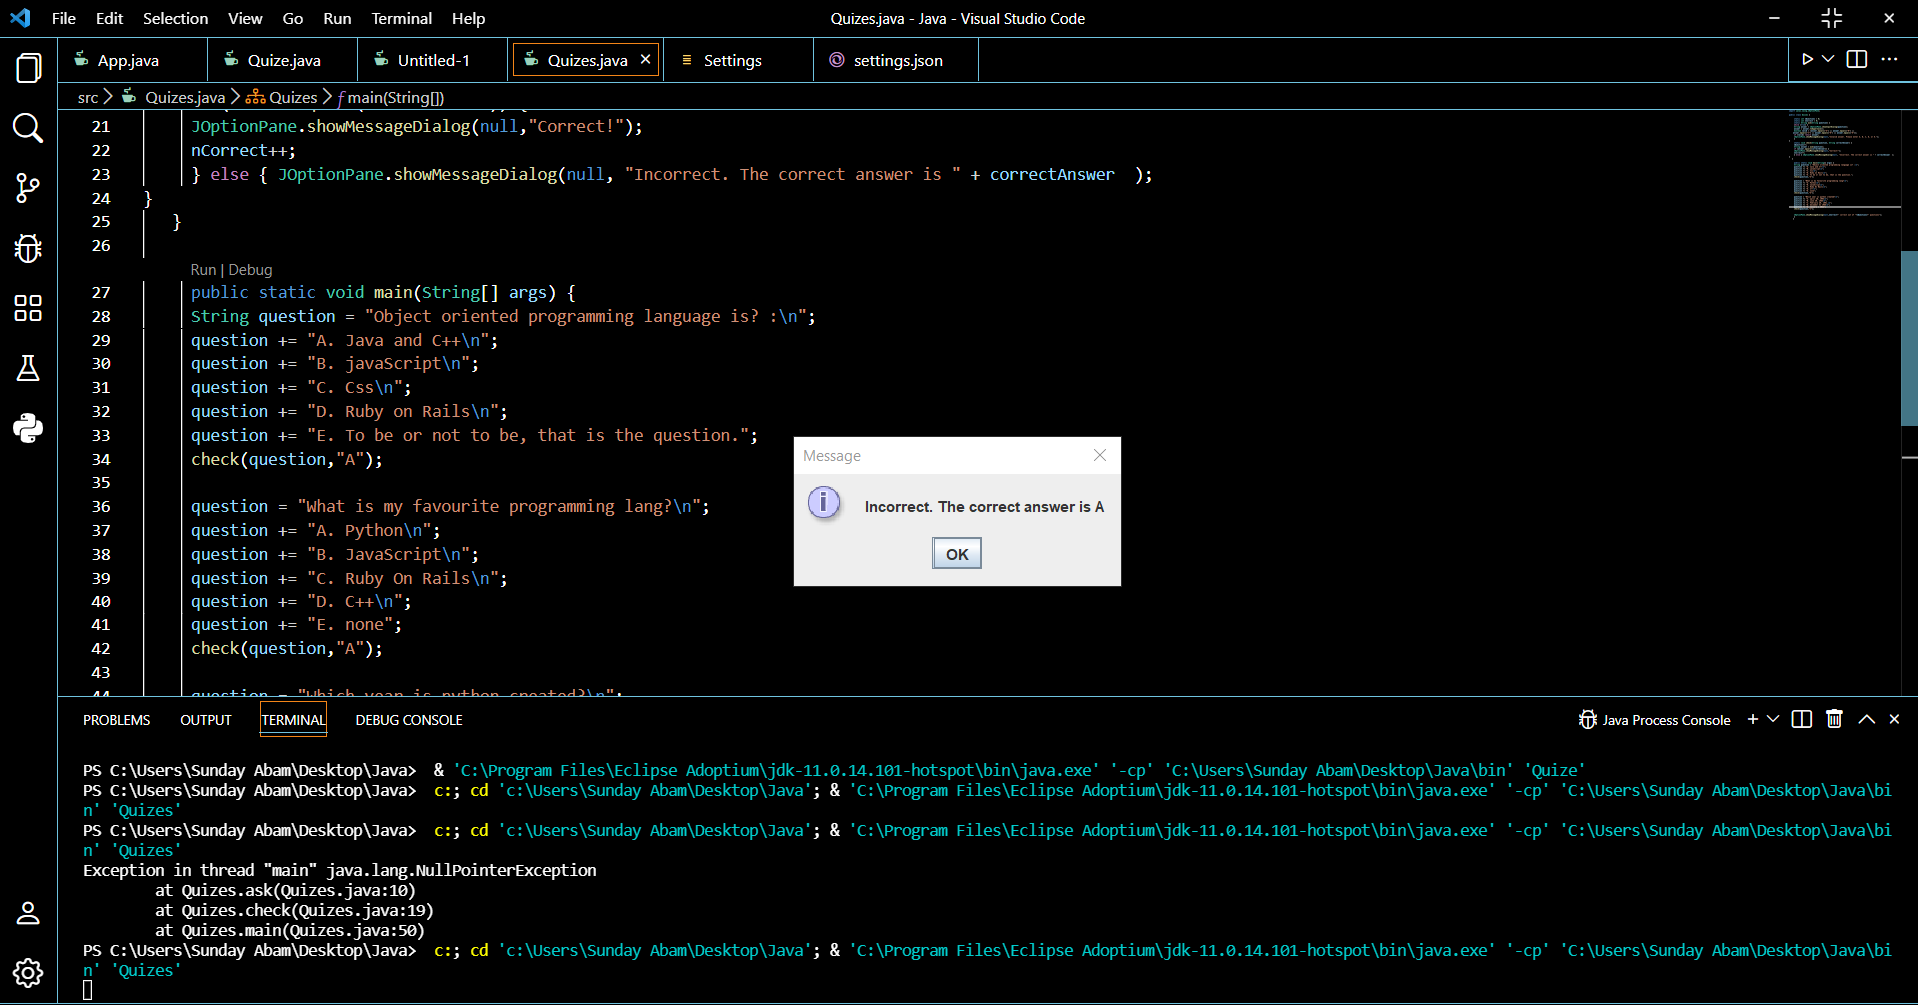 File Edit Selection View Go Run Terminal Help
Quizes.java - Java - Visual Studio Code
App.java Quize.java Untitled-1 Quizes.java Settings settings.json
src Quizes.java Quizes main(String[])
21 JOptionPane.showMessageDialog(null,"Correct!");
22 nCorrect++;
23 } else { JOptionPane.showMessageDialog(null, "Incorrect. The correct answer is " + correctAnswer  );
24 }
25 }
26
Run | Debug
27 public static void main(String[] args) {
28 String question = "Object oriented programming language is? :\n";
29 question += "A. Java and C++\n";
30 question += "B. javaScript\n";
31 question += "C. Css\n";
32 question += "D. Ruby on Rails\n";
33 question += "E. To be or not to be, that is the question.";
34 check(question,"A");
35
36 question = "What is my favourite programming lang?\n";
37 question += "A. Python\n";
38 question += "B. JavaScript\n";
39 question += "C. Ruby On Rails\n";
40 question += "D. C++\n";
41 question += "E. none";
42 check(question,"A");
43
44 question = "Which year is python created?\n";
Message
Incorrect. The correct answer is A
OK
PROBLEMS OUTPUT TERMINAL DEBUG CONSOLE
Java Process Console
PS C:\Users\Sunday Abam\Desktop\Java>  & 'C:\Program Files\Eclipse Adoptium\jdk-11.0.14.101-hotspot\bin\java.exe' '-cp' 'C:\Users\Sunday Abam\Desktop\Java\bin' 'Quize'
PS C:\Users\Sunday Abam\Desktop\Java>  c:; cd 'c:\Users\Sunday Abam\Desktop\Java'; & 'C:\Program Files\Eclipse Adoptium\jdk-11.0.14.101-hotspot\bin\java.exe' '-cp' 'C:\Users\Sunday Abam\Desktop\Java\bi
n' 'Quizes'
PS C:\Users\Sunday Abam\Desktop\Java>  c:; cd 'c:\Users\Sunday Abam\Desktop\Java'; & 'C:\Program Files\Eclipse Adoptium\jdk-11.0.14.101-hotspot\bin\java.exe' '-cp' 'C:\Users\Sunday Abam\Desktop\Java\bi
n' 'Quizes'
Exception in thread "main" java.lang.NullPointerException
at Quizes.ask(Quizes.java:10)
at Quizes.check(Quizes.java:19)
at Quizes.main(Quizes.java:50)
PS C:\Users\Sunday Abam\Desktop\Java>  c:; cd 'c:\Users\Sunday Abam\Desktop\Java'; & 'C:\Program Files\Eclipse Adoptium\jdk-11.0.14.101-hotspot\bin\java.exe' '-cp' 'C:\Users\Sunday Abam\Desktop\Java\bi
n' 'Quizes'